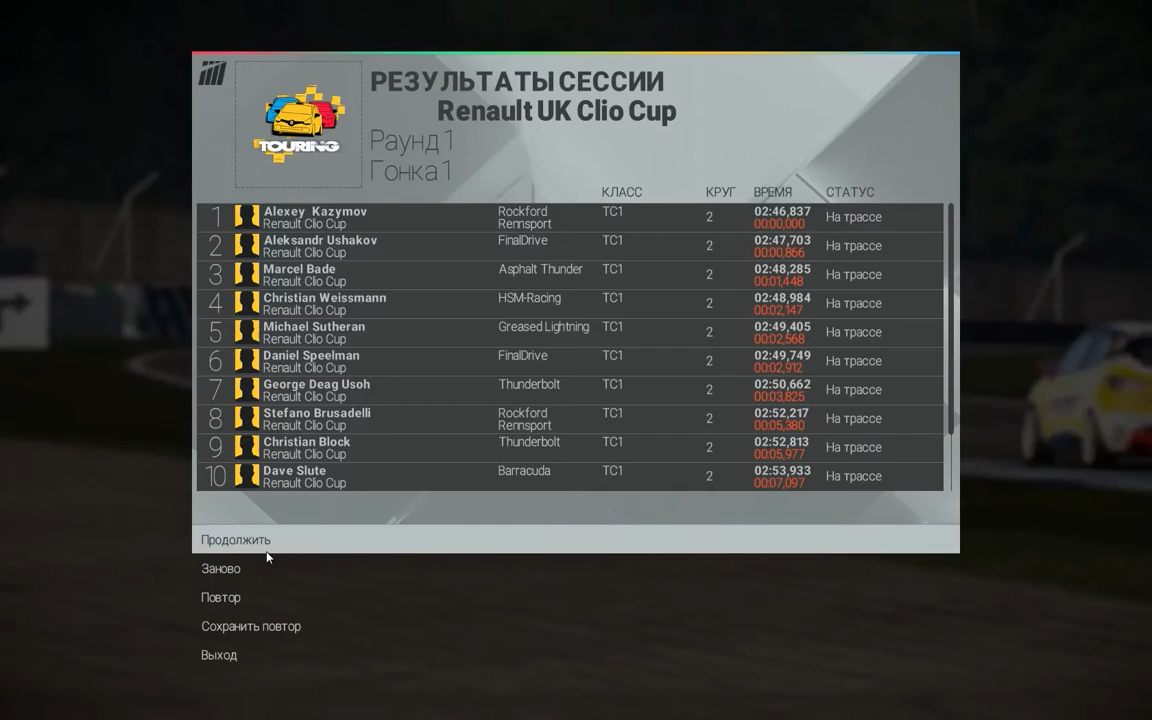 РЕЗУЛЬТАТЫ СЕССИИ
Renault UK Clio Cup
Раунд 1
Гонка 1
TOURING
КЛАСС КРУГ ВРЕМЯ СТАТУС
1 Alexey Kazymov Rockford TC1 2 02:46,837 На трассе
Renault Clio Cup Rennsport 00:00,000
2 Aleksandr Ushakov FinalDrive TC1 2 02:47,703 На трассе
Renault Clio Cup 00:00,866
3 Marcel Bade Asphalt Thunder TC1 2 02:48,285 На трассе
Renault Clio Cup 00:01,448
4 Christian Weissmann HSM-Racing TC1 2 02:48,984 На трассе
Renault Clio Cup 00:02,147
5 Michael Sutheran Greased Lightning TC1 2 02:49,405 На трассе
Renault Clio Cup 00:02,568
6 Daniel Speelman FinalDrive TC1 2 02:49,749 На трассе
Renault Clio Cup 00:02,912
7 George Deag Usoh Thunderbolt TC1 2 02:50,662 На трассе
Renault Clio Cup 00:03,825
8 Stefano Brusadelli Rockford TC1 2 02:52,217 На трассе
Renault Clio Cup Rennsport 00:05,380
9 Christian Block Thunderbolt TC1 2 02:52,813 На трассе
Renault Clio Cup 00:05,977
10 Dave Slute Barracuda TC1 2 02:53,933 На трассе
Renault Clio Cup 00:07,097
Продолжить
Заново
Повтор
Сохранить повтор
Выход